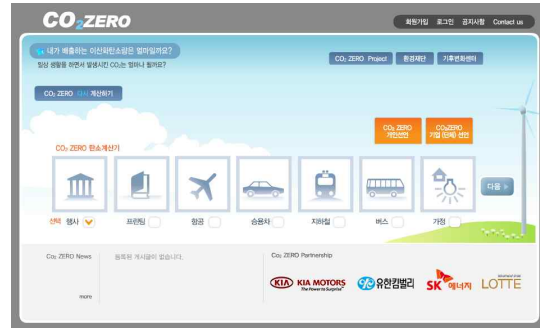 CO₂ZERO
회원가입 로그인 공지사항 Contact us
내가 배출하는 이산화탄소량은 얼마일까요?
일상 생활을 하면서 발생시킨 CO₂는 얼마나 될까요?
CO₂ ZERO Project 환경재단 기후변화센터
CO₂ ZERO 다시 계산하기
CO₂ ZERO 개인선언
CO₂ZERO 기업(단체) 선언
CO₂ ZERO 탄소계산기
다음
선택 행사 프린팅 항공 승용차 지하철 버스 가정
Co₂ ZERO News 등록된 게시글이 없습니다.
more
Co₂ ZERO Partnership
KIA KIA MOTORS
The Power to Surprise
유한킴벌리
SK 에너지
LOTTE